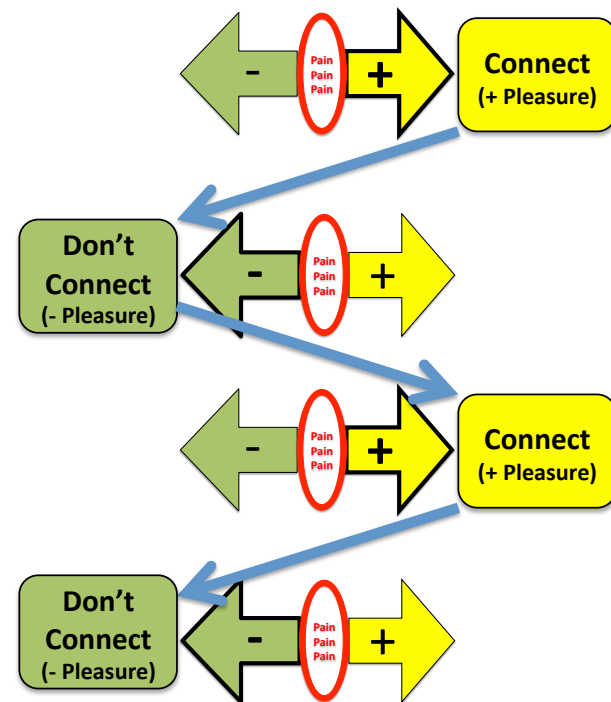 -
Pain
Pain
Pain
+
Connect
(+ Pleasure)
Don’t
Connect
(- Pleasure)
-
Pain
Pain
Pain
+
-
Pain
Pain
Pain
+
Connect
(+ Pleasure)
Don’t
Connect
(- Pleasure)
-
Pain
Pain
Pain
+